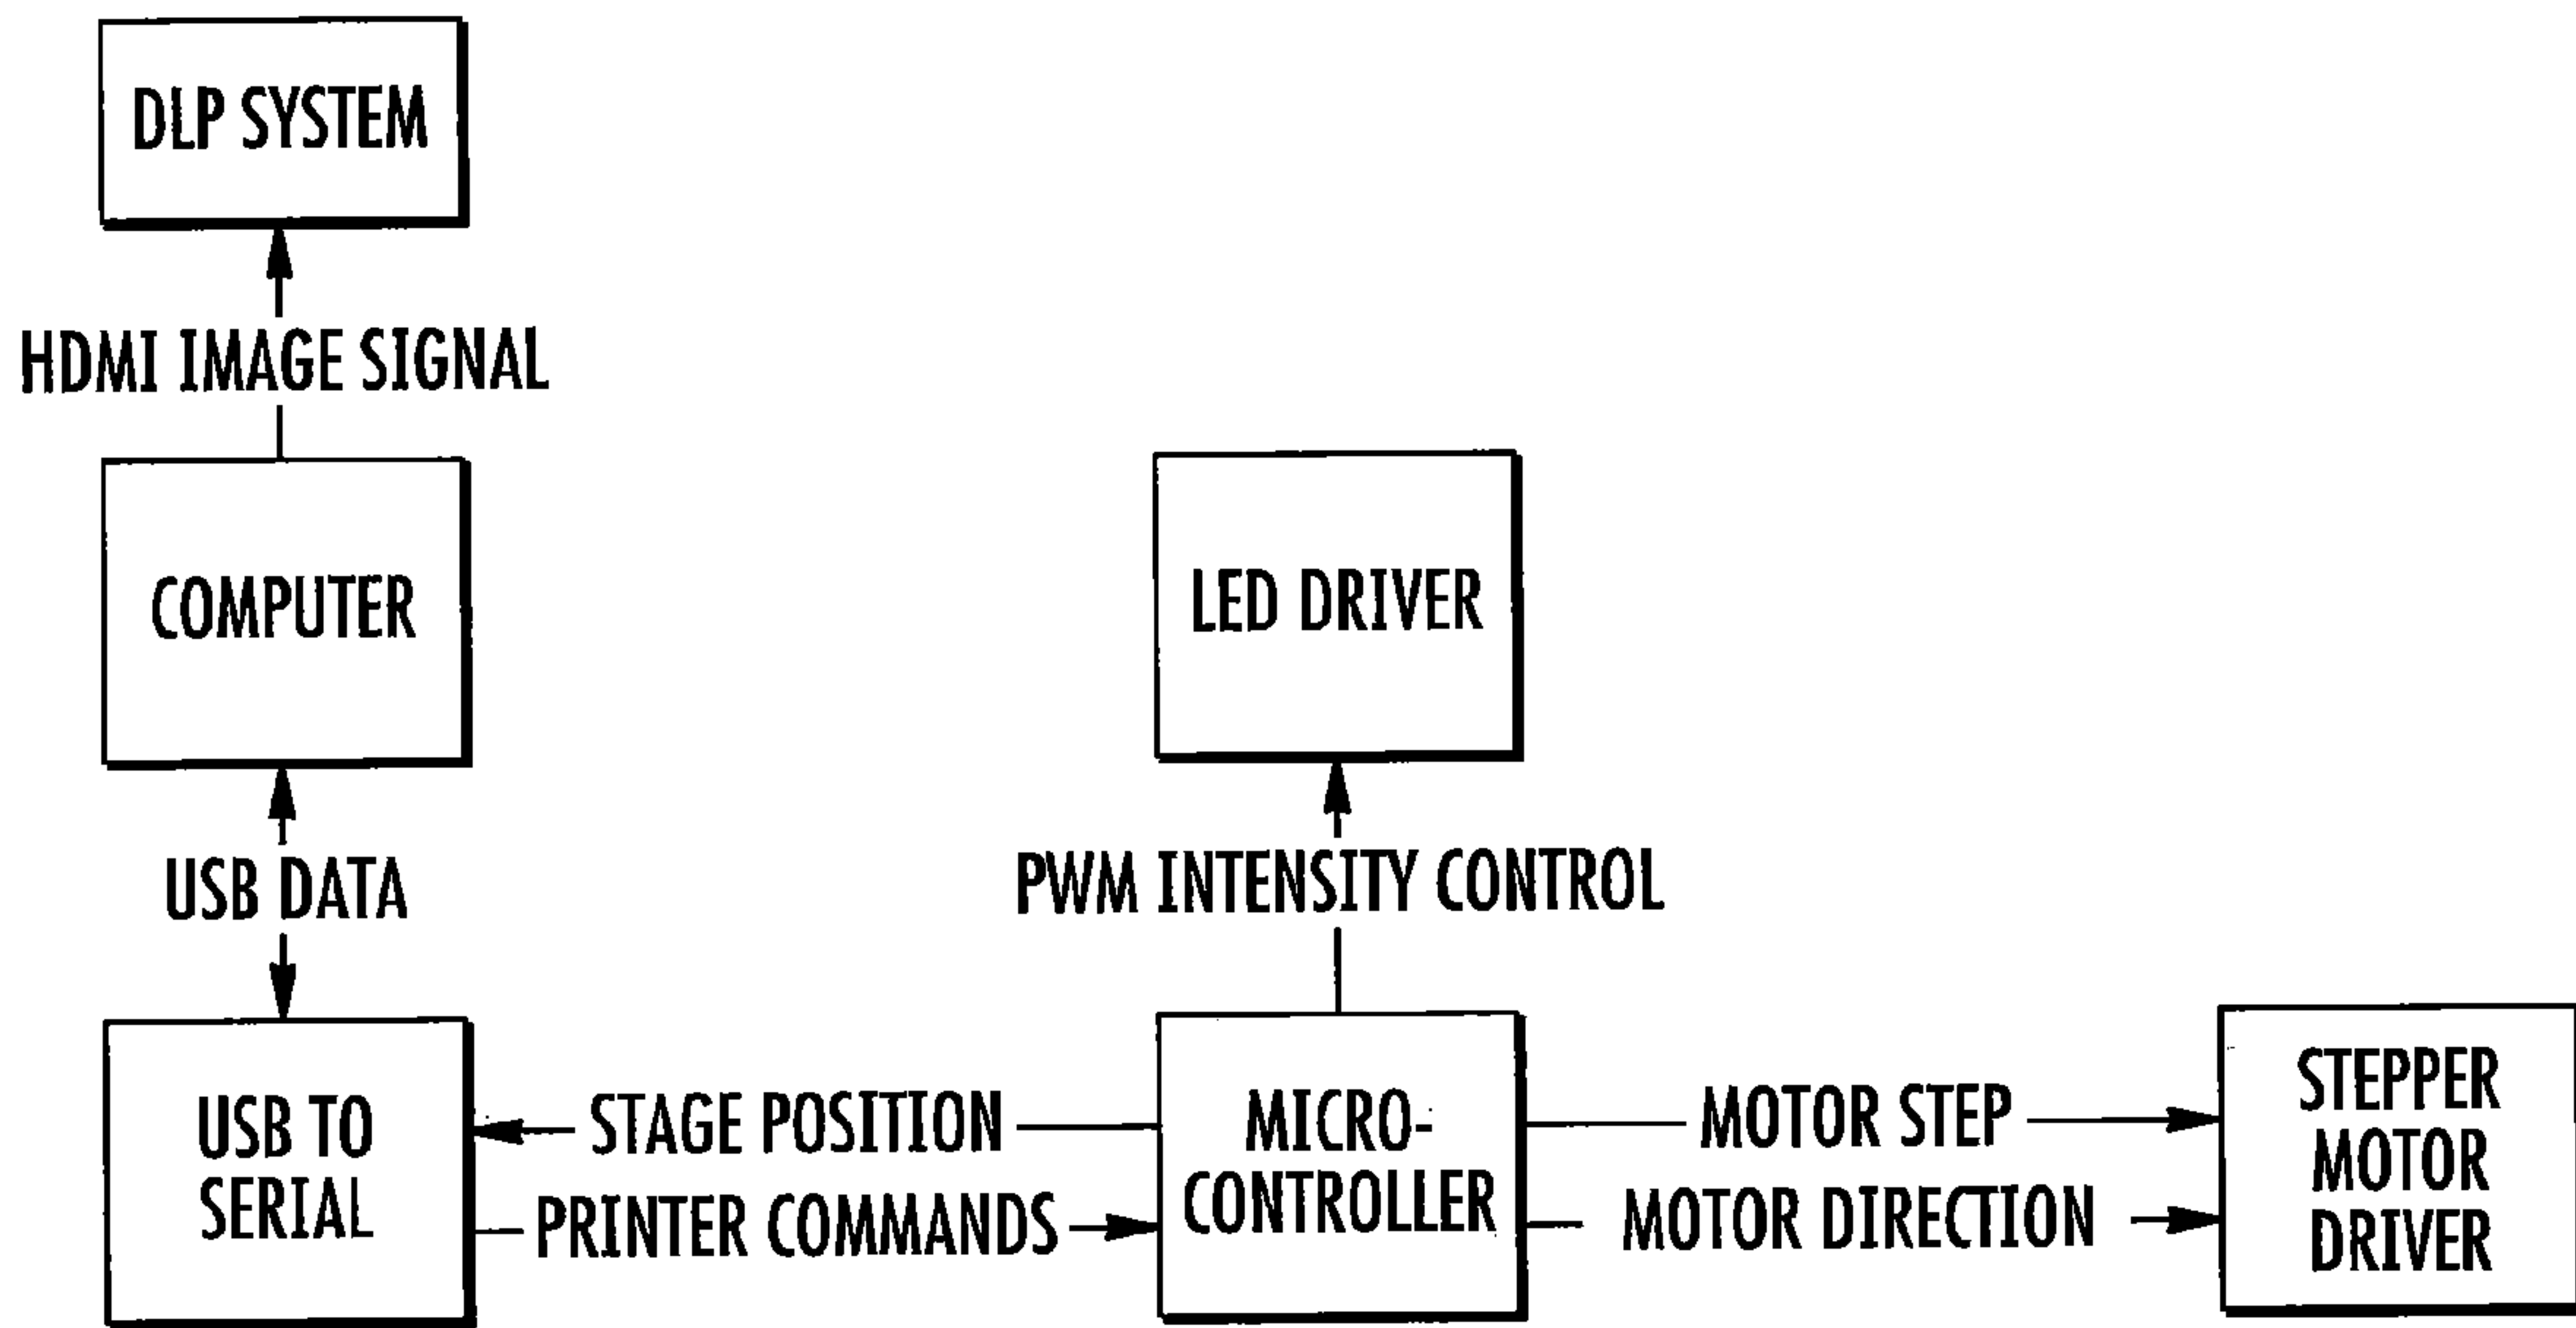 DLP SYSTEM
HDMI IMAGE SIGNAL
COMPUTER
LED DRIVER
USB DATA
PWM INTENSITY CONTROL
USB TO
SERIAL
STAGE POSITION
PRINTER COMMANDS
MICRO-
CONTROLLER
MOTOR STEP
MOTOR DIRECTION
STEPPER
MOTOR
DRIVER